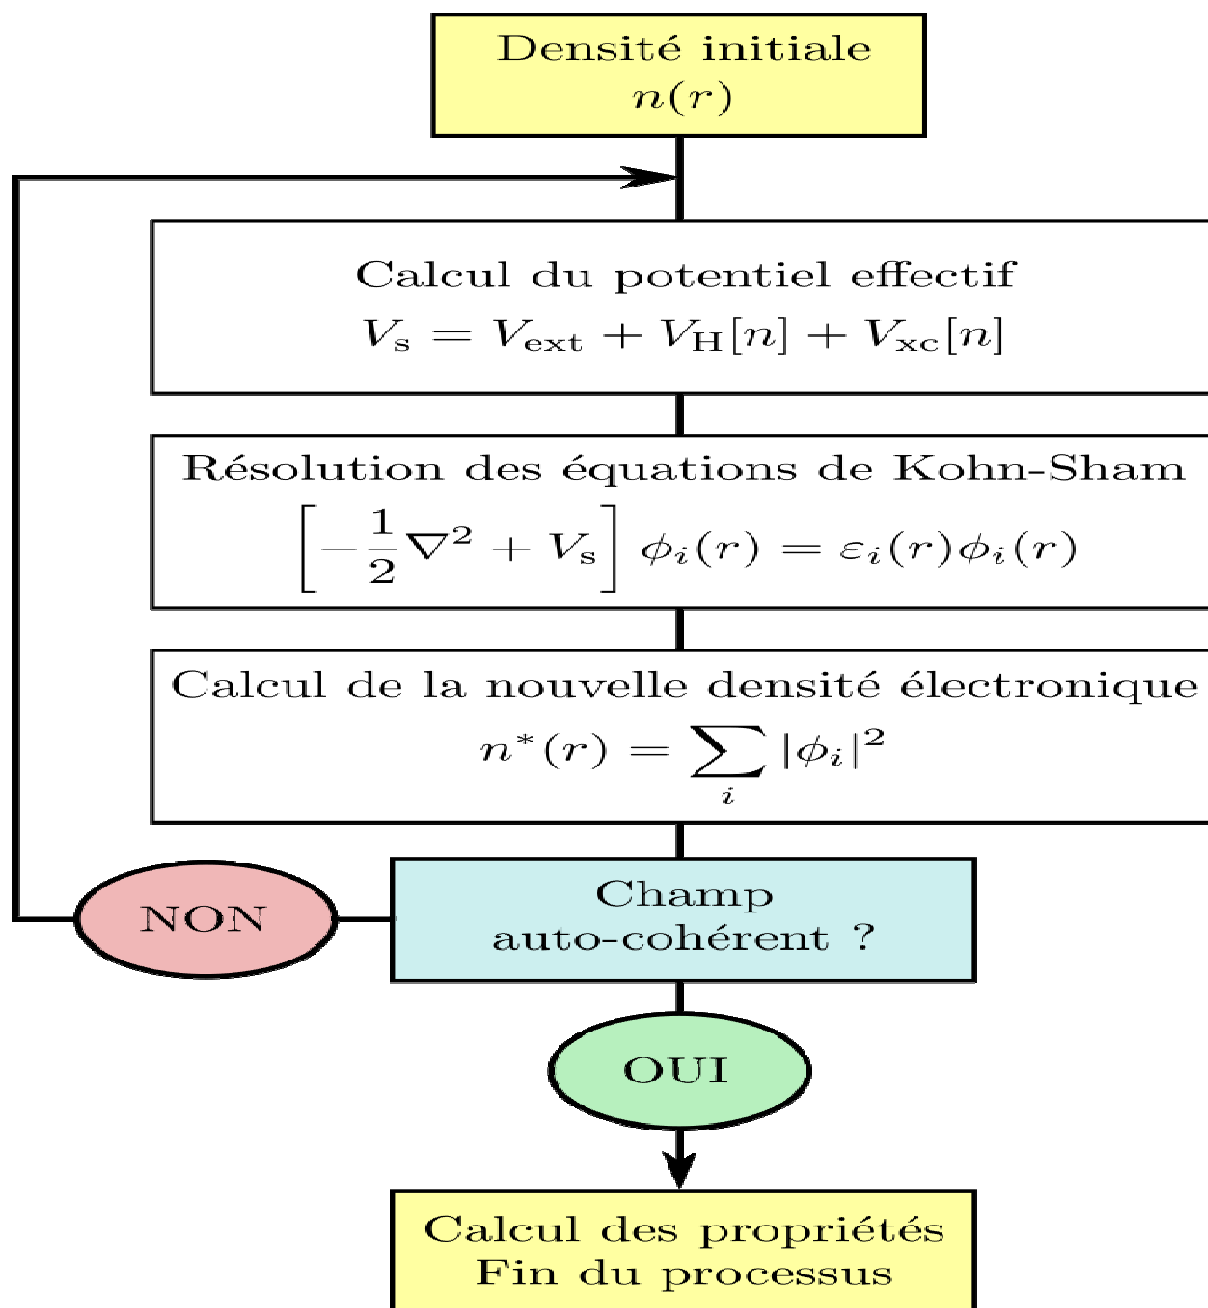 Densité initiale
n(r)
Calcul du potentiel effectif
V_s = V_ext + V_H[n] + V_xc[n]
Résolution des équations de Kohn-Sham
[−1/2 ∇² + V_s] ϕ_i(r) = ε_i(r)ϕ_i(r)
Calcul de la nouvelle densité électronique
n*(r) = ∑_i |ϕ_i|²
Champ
auto-cohérent ?
NON
OUI
Calcul des propriétés
Fin du processus